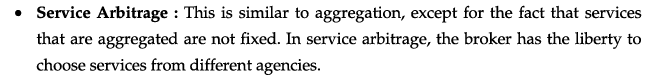 • Service Arbitrage : This is similar to aggregation, except for the fact that services
that are aggregated are not fixed. In service arbitrage, the broker has the liberty to
choose services from different agencies.